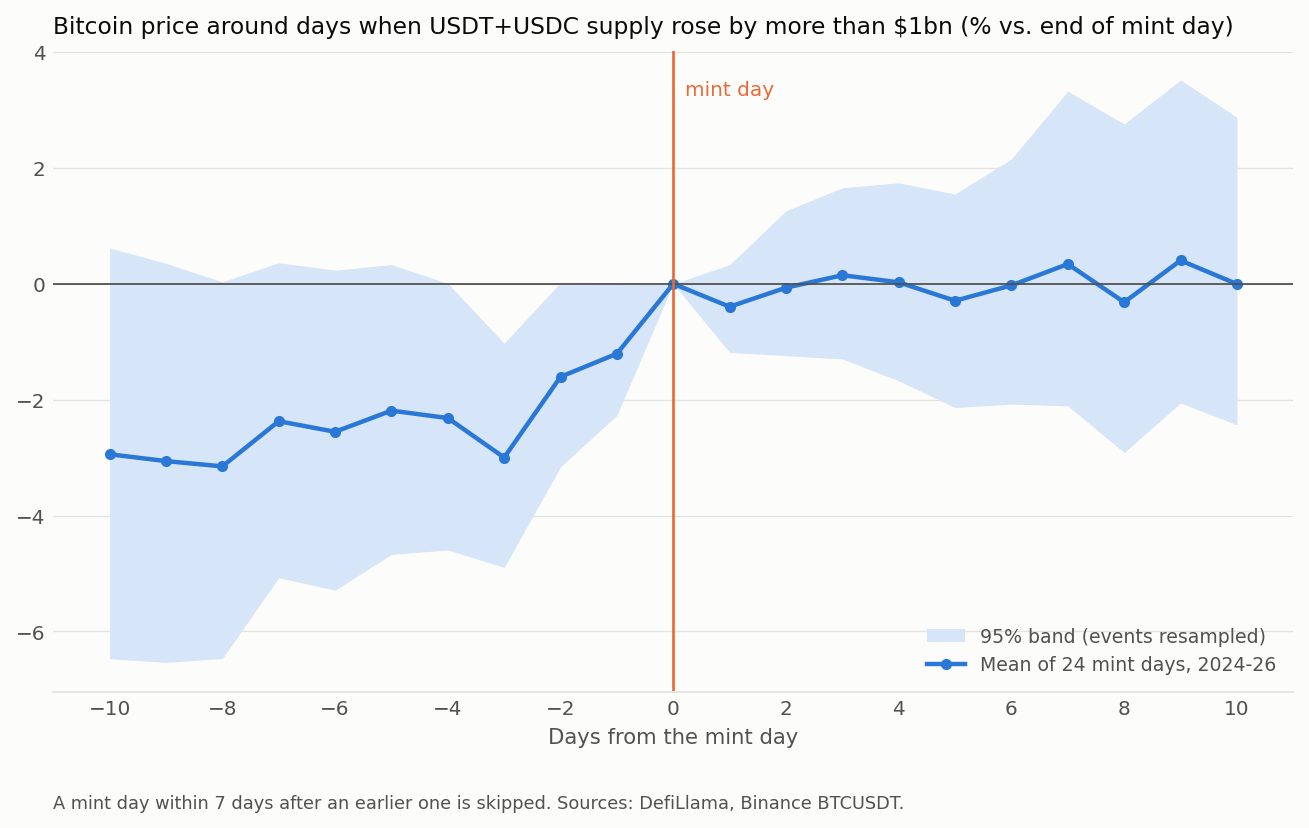 Bitcoin price around days when USDT+USDC supply rose by more than $1bn (% vs. end of mint day)
4
2
0
−2
−4
−6
mint day
95% band (events resampled)
Mean of 24 mint days, 2024-26
−10 −8 −6 −4 −2 0 2 4 6 8 10
Days from the mint day
A mint day within 7 days after an earlier one is skipped. Sources: DefiLlama, Binance BTCUSDT.